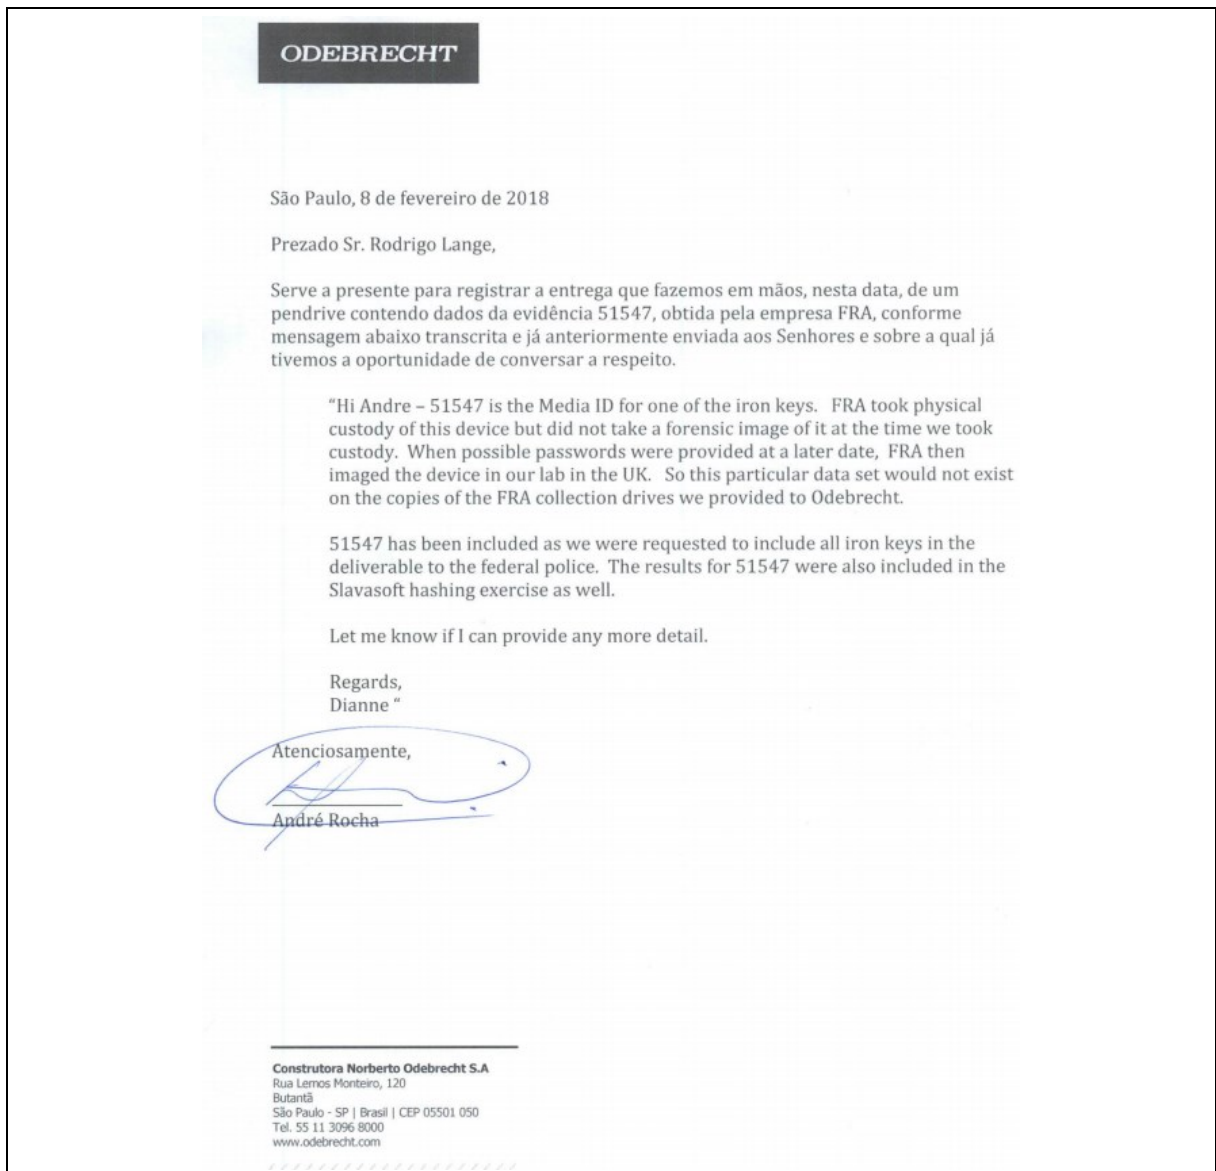 ODEBRECHT
São Paulo, 8 de fevereiro de 2018
Prezado Sr. Rodrigo Lange,
Serve a presente para registrar a entrega que fazemos em mãos, nesta data, de um
pendrive contendo dados da evidência 51547, obtida pela empresa FRA, conforme
mensagem abaixo transcrita e já anteriormente enviada aos Senhores e sobre a qual já
tivemos a oportunidade de conversar a respeito.
"Hi Andre – 51547 is the Media ID for one of the iron keys. FRA took physical
custody of this device but did not take a forensic image of it at the time we took
custody. When possible passwords were provided at a later date, FRA then
imaged the device in our lab in the UK. So this particular data set would not exist
on the copies of the FRA collection drives we provided to Odebrecht.
51547 has been included as we were requested to include all iron keys in the
deliverable to the federal police. The results for 51547 were also included in the
Slavasoft hashing exercise as well.
Let me know if I can provide any more detail.
Regards,
Dianne “
Atenciosamente,
André Rocha
Construtora Norberto Odebrecht S.A
Rua Lemos Monteiro, 120
Butantã
São Paulo - SP | Brasil | CEP 05501 050
Tel. 55 11 3096 8000
www.odebrecht.com